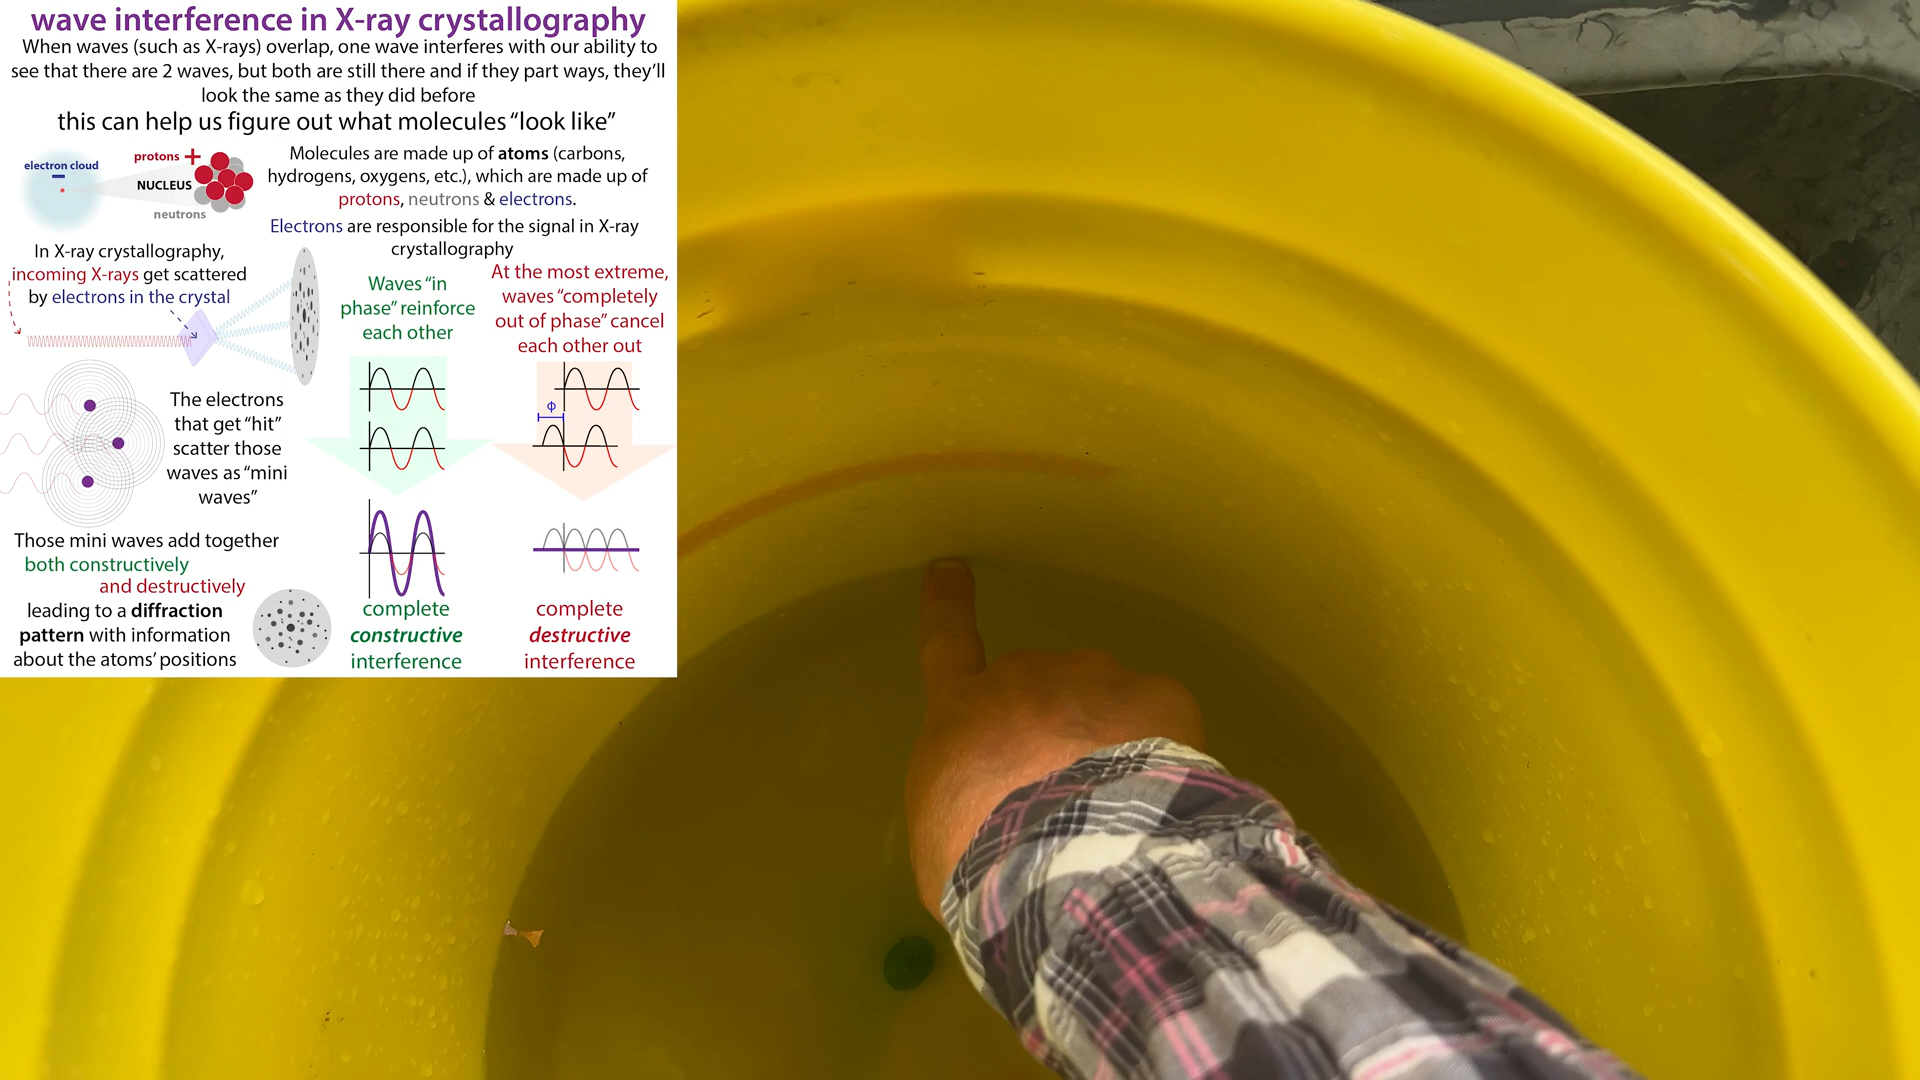 wave interference in X-ray crystallography
When waves (such as X-rays) overlap, one wave interferes with our ability to
see that there are 2 waves, but both are still there and if they part ways, they'll
look the same as they did before
this can help us figure out what molecules "look like"
electron cloud
protons +
NUCLEUS
neutrons
Molecules are made up of atoms (carbons,
hydrogens, oxygens, etc.), which are made up of
protons, neutrons & electrons.
Electrons are responsible for the signal in X-ray
crystallography
In X-ray crystallography,
incoming X-rays get scattered
by electrons in the crystal
The electrons
that get "hit"
scatter those
waves as "mini
waves"
Those mini waves add together
both constructively
and destructively
leading to a diffraction
pattern with information
about the atoms' positions
Waves "in
phase" reinforce
each other
complete
constructive
interference
At the most extreme,
waves "completely
out of phase" cancel
each other out
ϕ
complete
destructive
interference